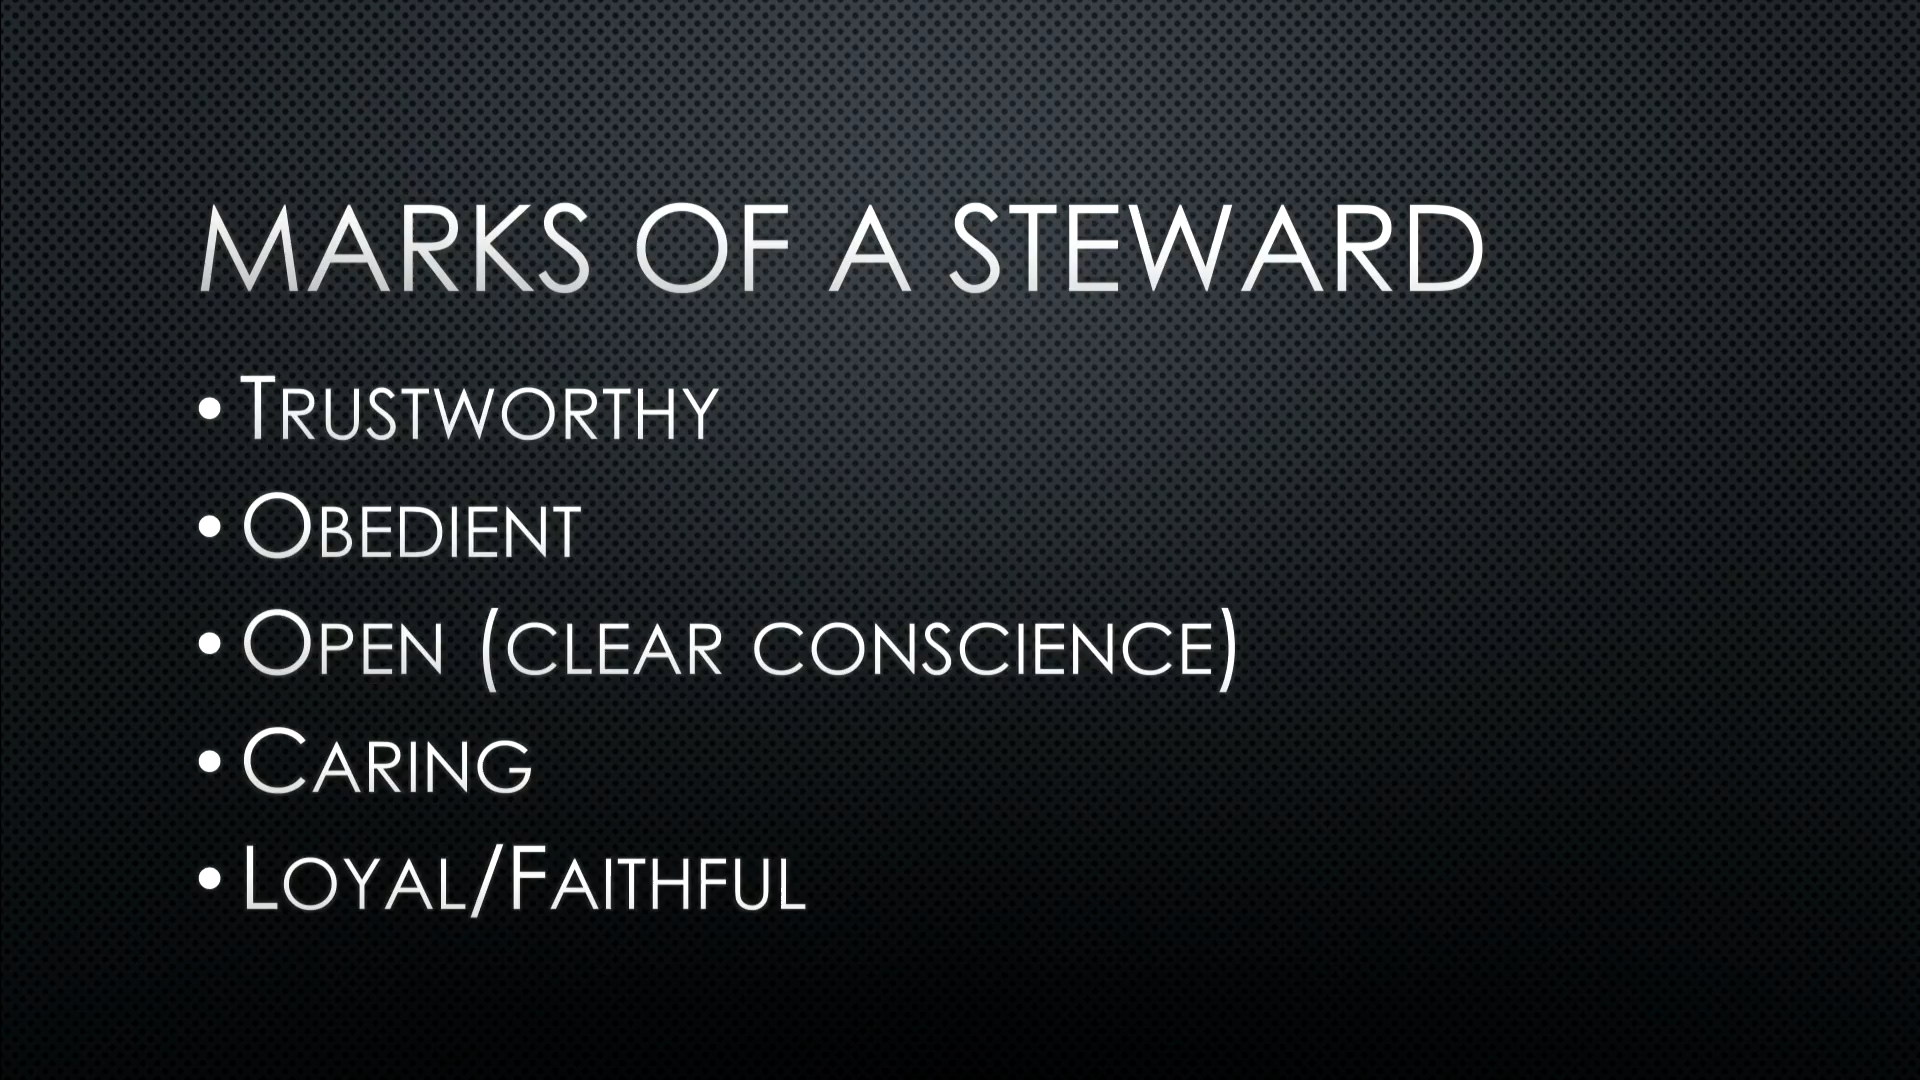 MARKS OF A STEWARD
• TRUSTWORTHY
• OBEDIENT
• OPEN (CLEAR CONSCIENCE)
• CARING
• LOYAL/FAITHFUL